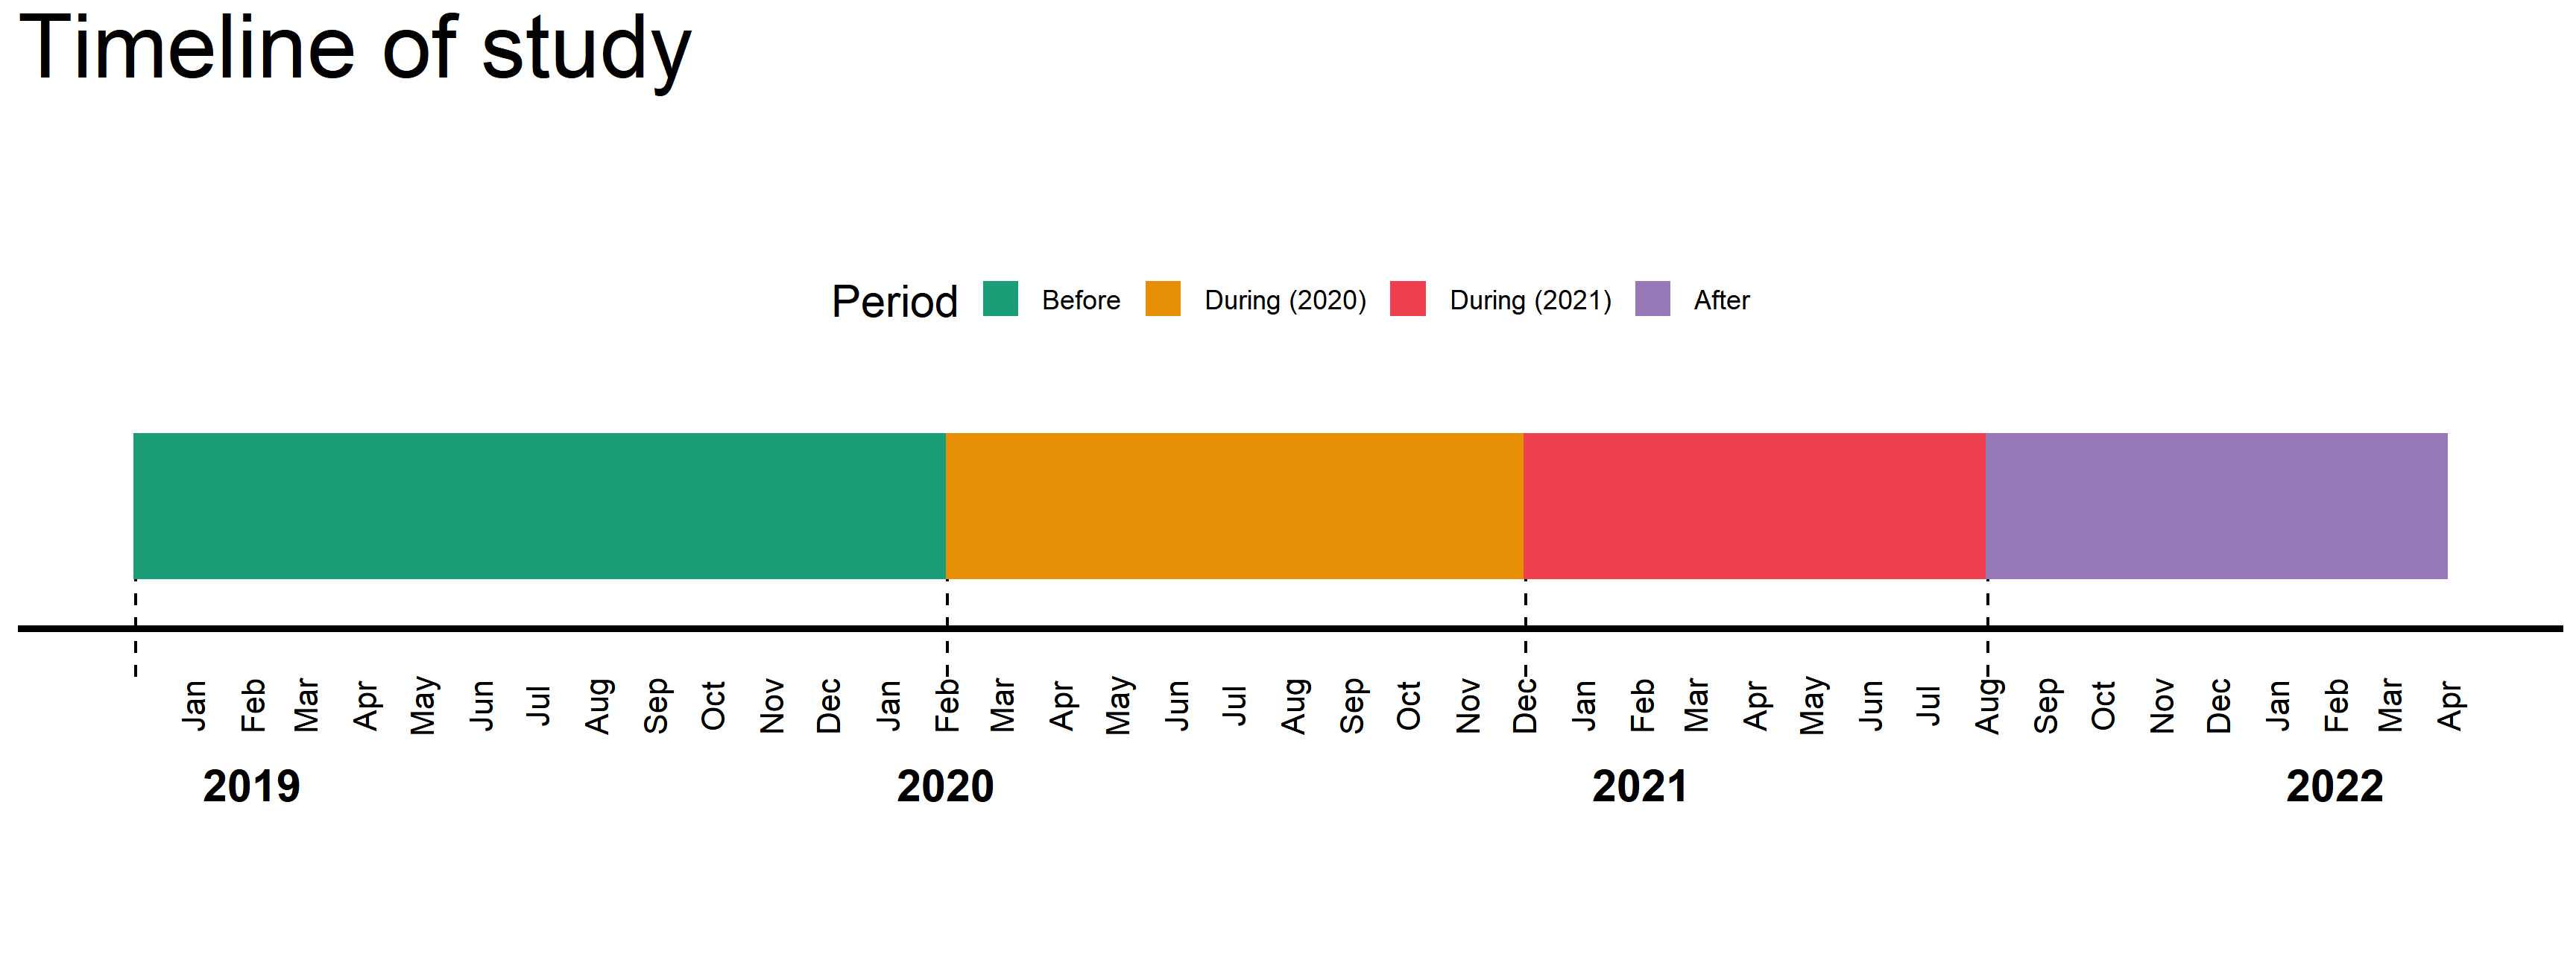 Timeline of study
Period Before During (2020) During (2021) After
Jan Feb Mar Apr May Jun Jul Aug Sep Oct Nov Dec Jan Feb Mar Apr May Jun Jul Aug Sep Oct Nov Dec Jan Feb Mar Apr May Jun Jul Aug Sep Oct Nov Dec Jan Feb Mar Apr
2019 2020 2021 2022